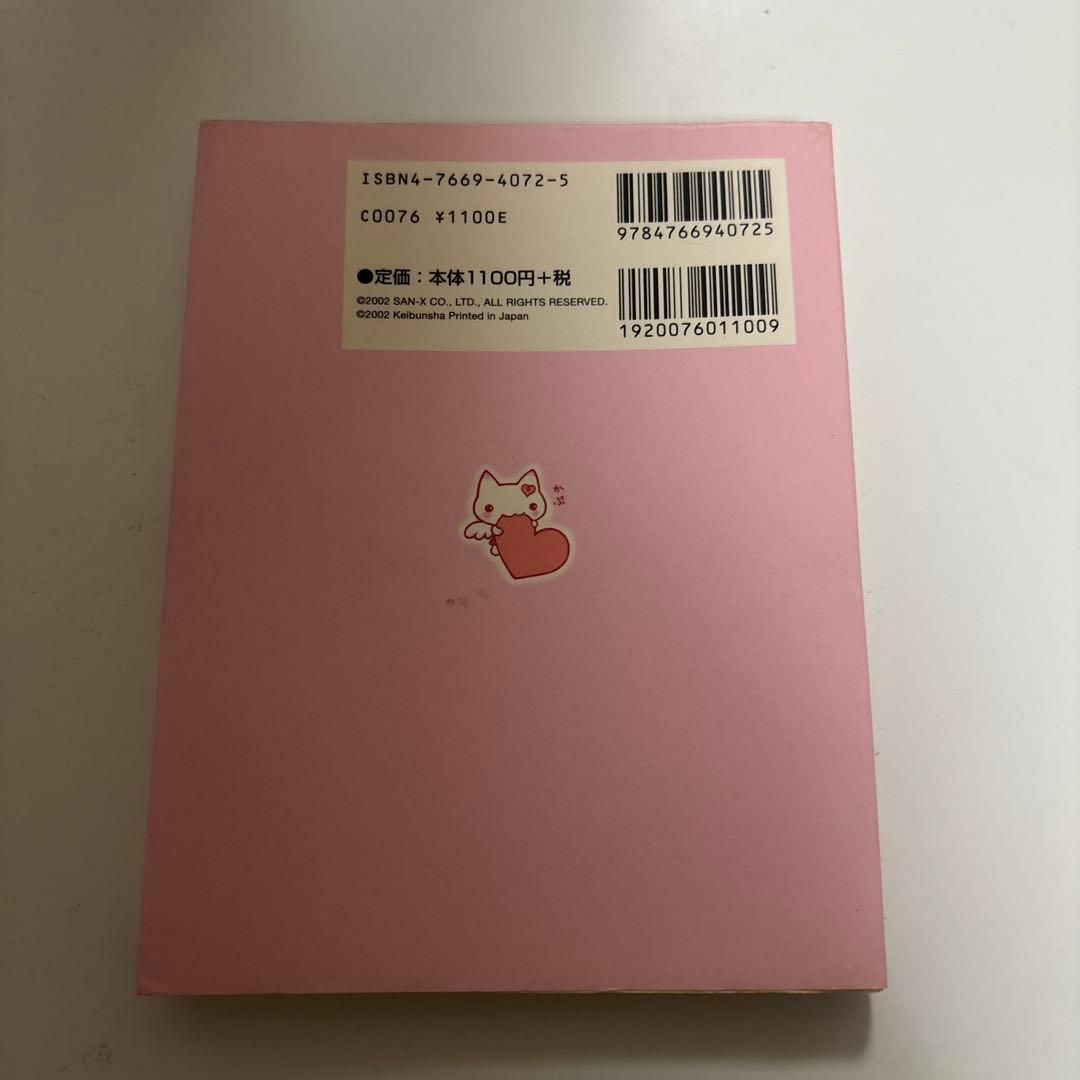 ISBN4-7669-4072-5
C0076 ¥1100E
9784766940725
●定価：本体1100円+税
©2002 SAN-X CO., LTD., ALL RIGHTS RESERVED.
©2002 Keibunsha Printed in Japan
1920076011009
かぷ